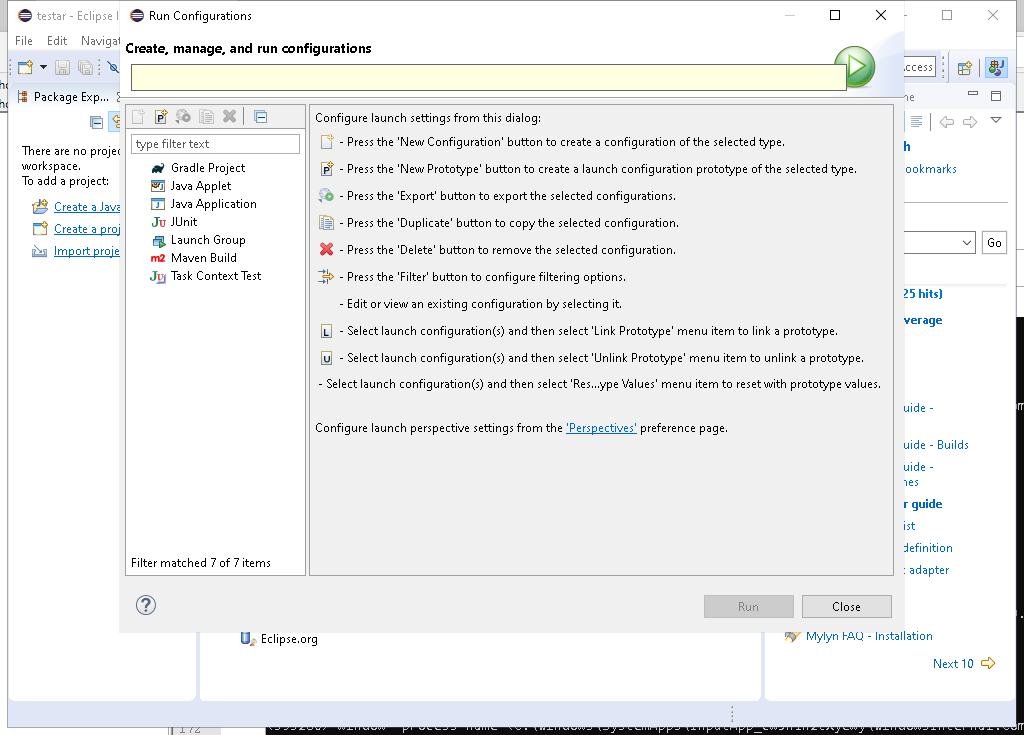 testar - Eclipse I
Run Configurations
File Edit Navigat
Create, manage, and run configurations
ccess
Package Exp...
There are no projec
workspace.
To add a project:
Create a Java
Create a proj
Import proje
type filter text
Gradle Project
Java Applet
Java Application
JUnit
Launch Group
Maven Build
Task Context Test
Filter matched 7 of 7 items
Configure launch settings from this dialog:
- Press the 'New Configuration' button to create a configuration of the selected type.
- Press the 'New Prototype' button to create a launch configuration prototype of the selected type.
- Press the 'Export' button to export the selected configurations.
- Press the 'Duplicate' button to copy the selected configuration.
- Press the 'Delete' button to remove the selected configuration.
- Press the 'Filter' button to configure filtering options.
- Edit or view an existing configuration by selecting it.
L - Select launch configuration(s) and then select 'Link Prototype' menu item to link a prototype.
U - Select launch configuration(s) and then select 'Unlink Prototype' menu item to unlink a prototype.
- Select launch configuration(s) and then select 'Res...ype Values' menu item to reset with prototype values.
Configure launch perspective settings from the 'Perspectives' preference page.
Run
Close
ne
h
ookmarks
Go
25 hits)
verage
uide -
uide - Builds
uide -
nes
r guide
ist
definition
t adapter
Eclipse.org
Mylyn FAQ - Installation
Next 10
172